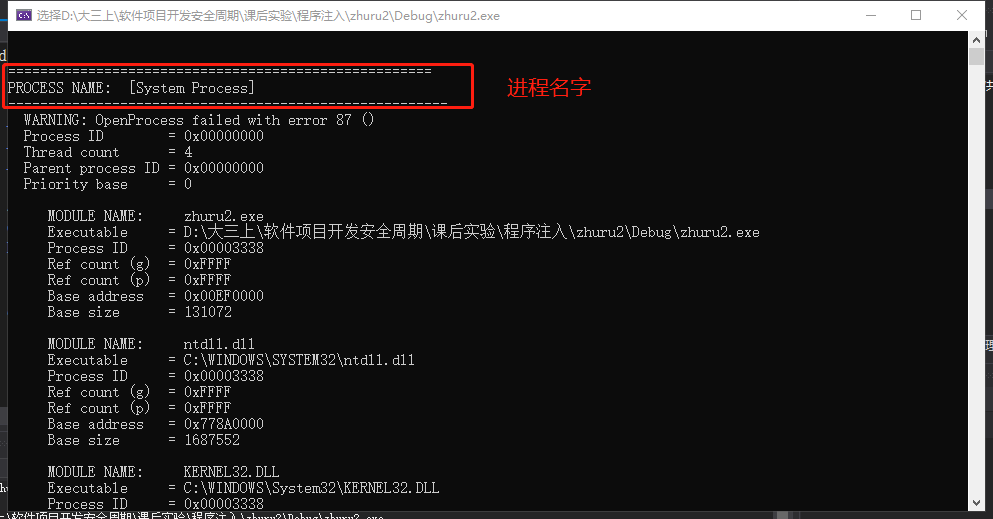 选择D:\大三上\软件项目开发安全周期\课后实验\程序注入\zhuru2\Debug\zhuru2.exe
=====================================================
PROCESS NAME:  [System Process]
进程名字
-------------------------------------------------------
WARNING: OpenProcess failed with error 87 ()
Process ID        = 0x00000000
Thread count      = 4
Parent process ID = 0x00000000
Priority base     = 0
MODULE NAME:     zhuru2.exe
Executable     = D:\大三上\软件项目开发安全周期\课后实验\程序注入\zhuru2\Debug\zhuru2.exe
Process ID     = 0x00003338
Ref count (g)  = 0xFFFF
Ref count (p)  = 0xFFFF
Base address   = 0x00EF0000
Base size      = 131072
MODULE NAME:     ntdll.dll
Executable     = C:\WINDOWS\SYSTEM32\ntdll.dll
Process ID     = 0x00003338
Ref count (g)  = 0xFFFF
Ref count (p)  = 0xFFFF
Base address   = 0x778A0000
Base size      = 1687552
MODULE NAME:     KERNEL32.DLL
Executable     = C:\WINDOWS\System32\KERNEL32.DLL
Process ID     = 0x00003338